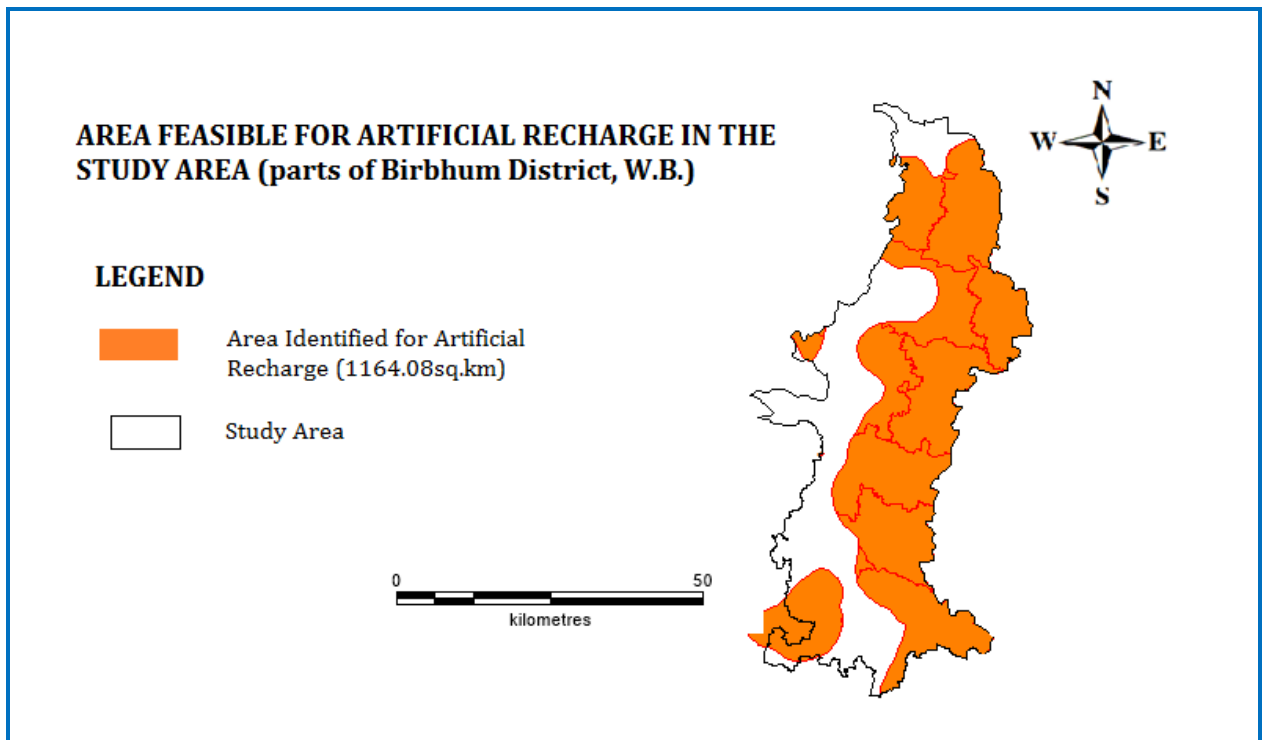 N
W E
S
AREA FEASIBLE FOR ARTIFICIAL RECHARGE IN THE
STUDY AREA (parts of Birbhum District, W.B.)
LEGEND
Area Identified for Artificial
Recharge (1164.08sq.km)
Study Area
0 50
kilometres